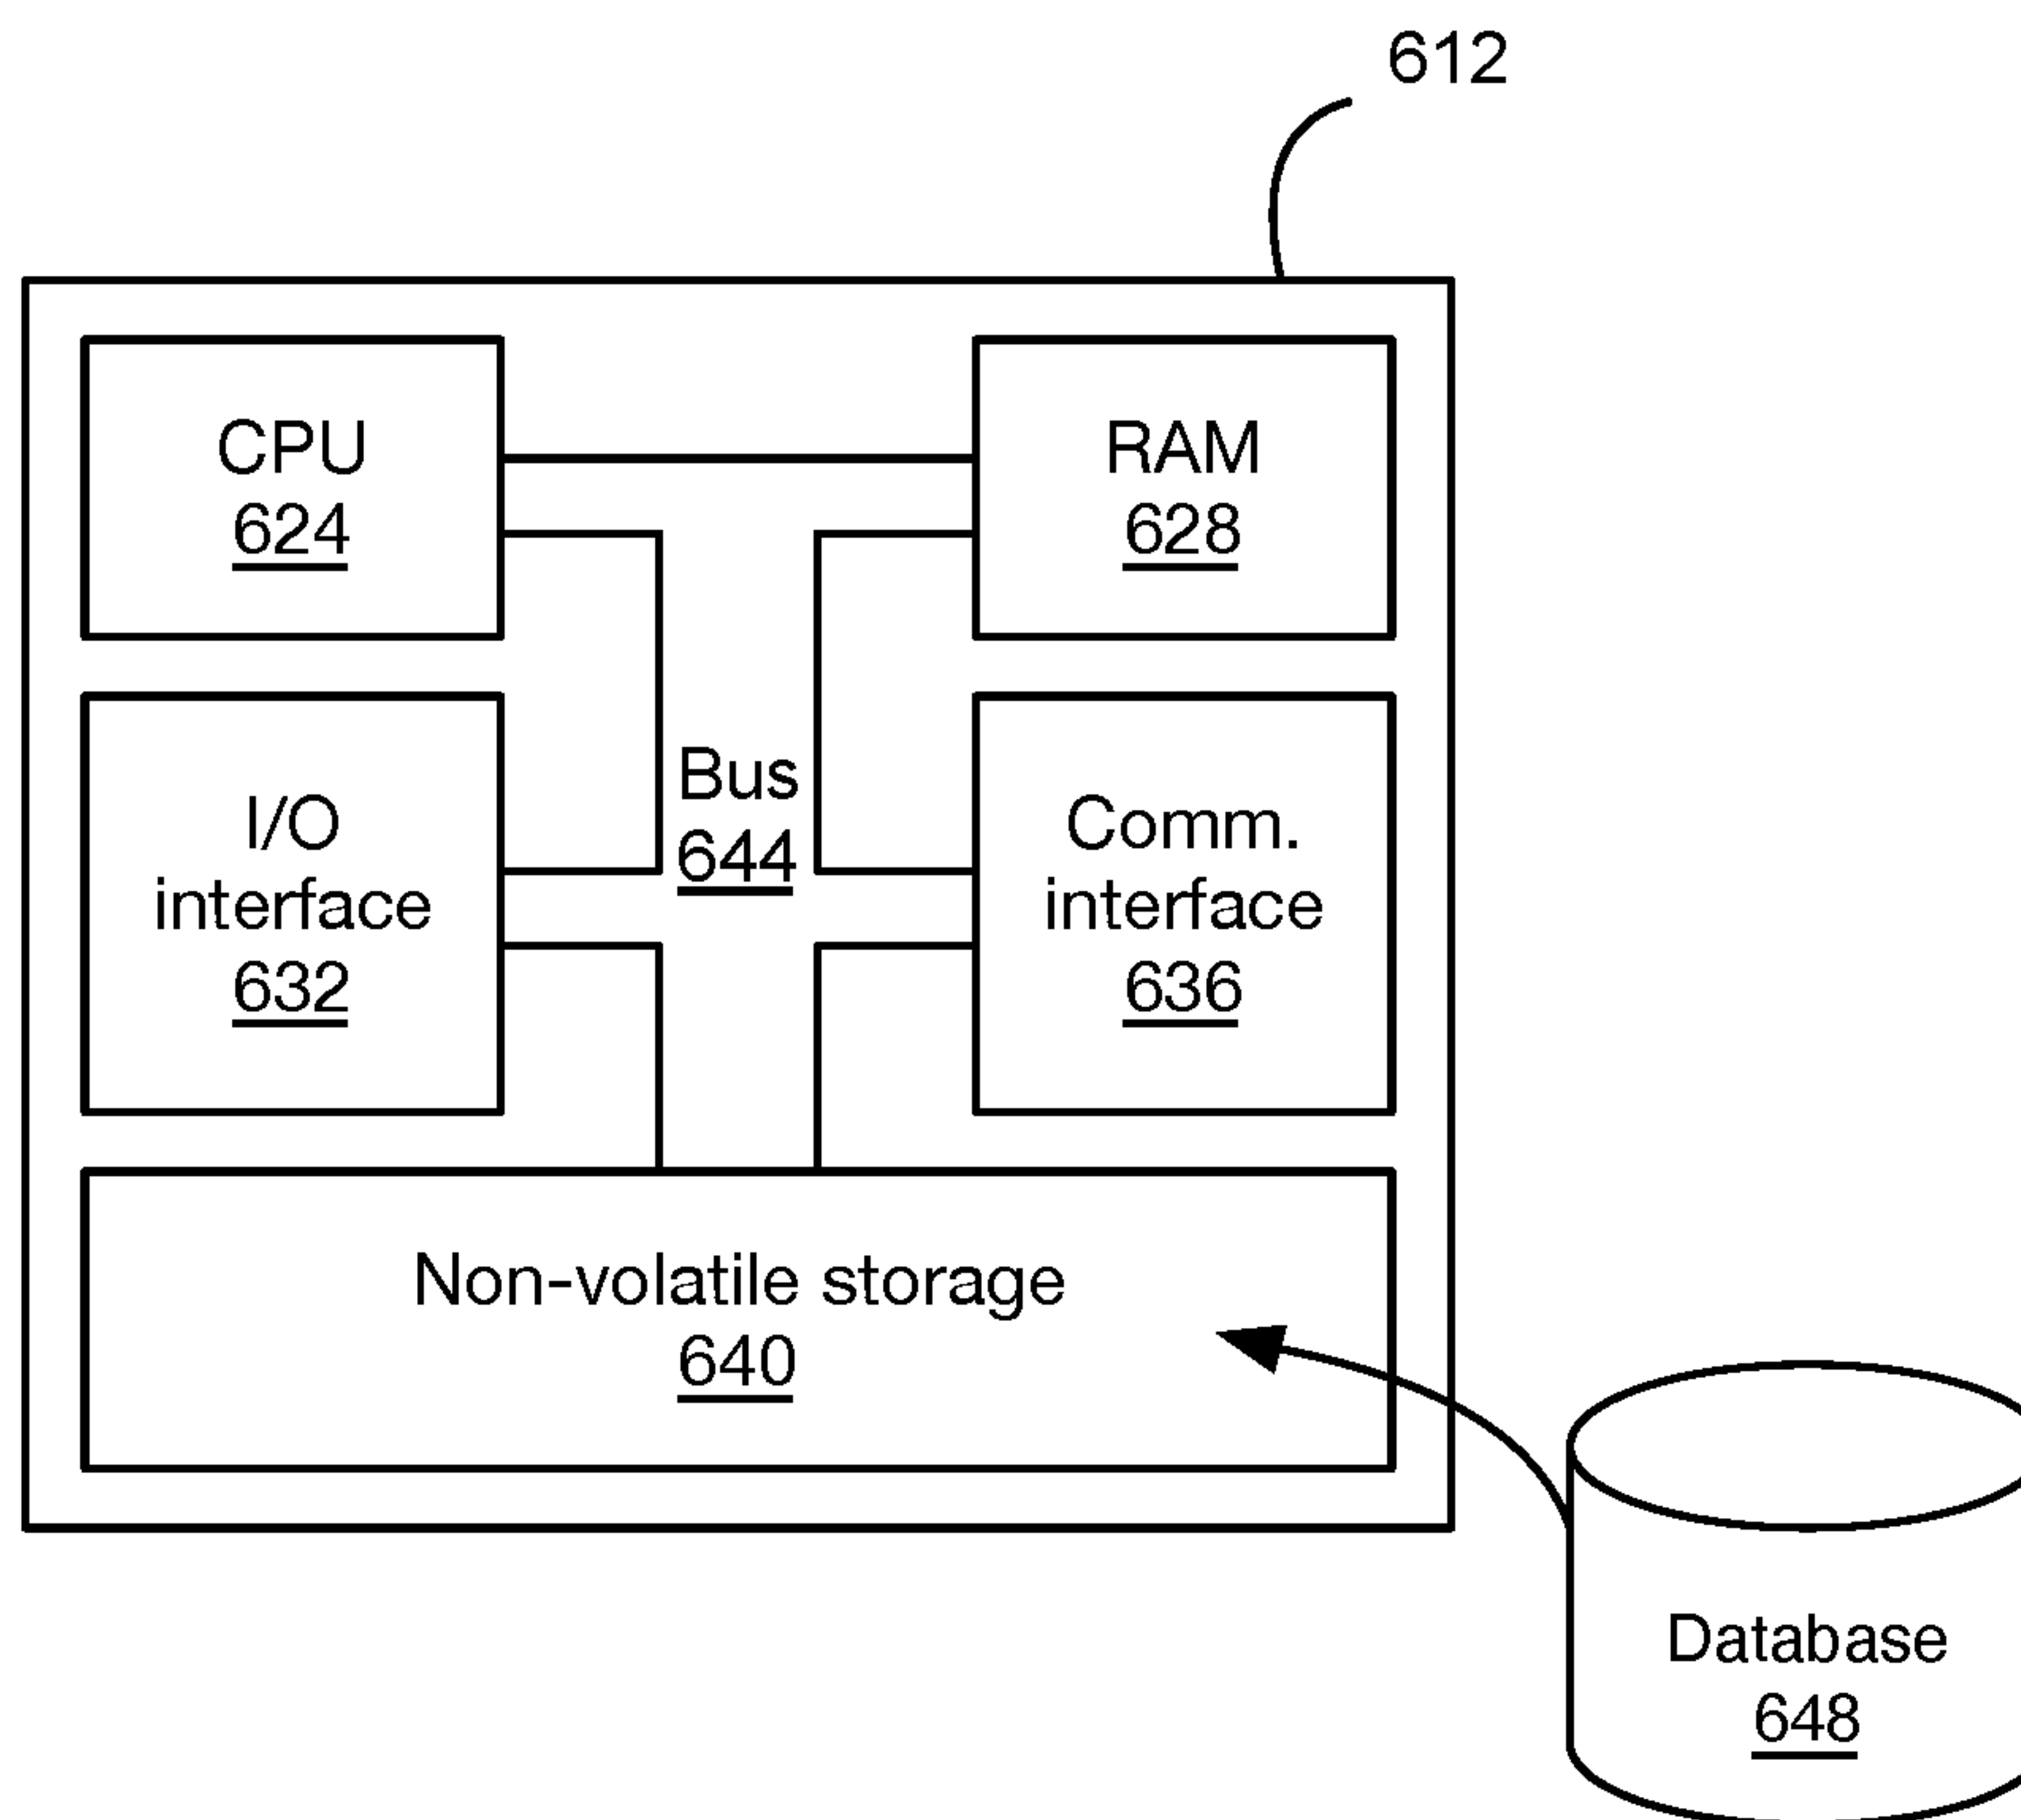 612
CPU
624
RAM
628
I/O
interface
632
Bus
644
Comm.
interface
636
Non-volatile storage
640
Database
648